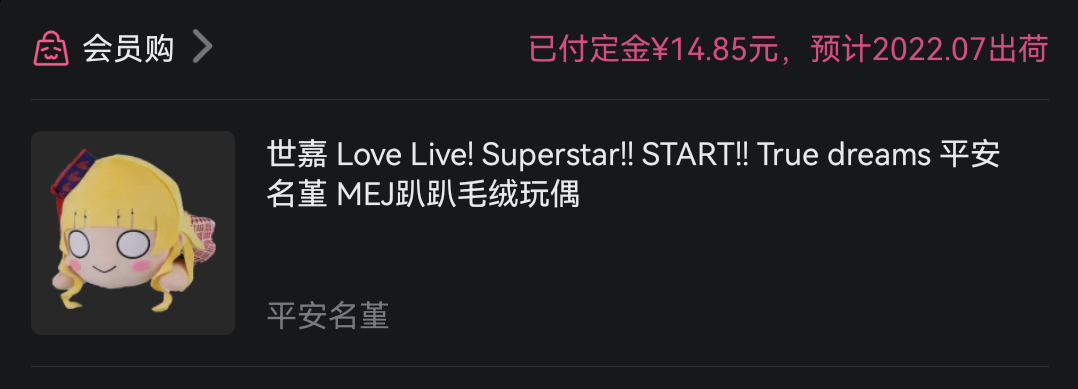 会员购
已付定金¥14.85元，预计2022.07出荷
世嘉 Love Live! Superstar!! START!! True dreams 平安
名堇 MEJ趴趴毛绒玩偶
平安名堇